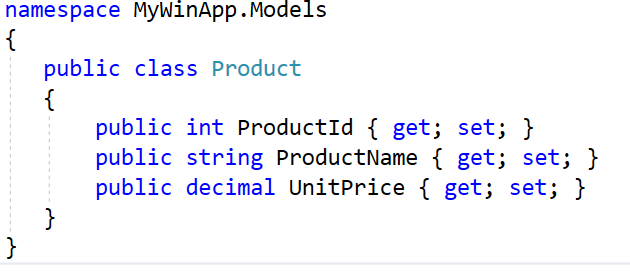 namespace MyWinApp.Models
{
public class Product
{
public int ProductId { get; set; }
public string ProductName { get; set; }
public decimal UnitPrice { get; set; }
}
}